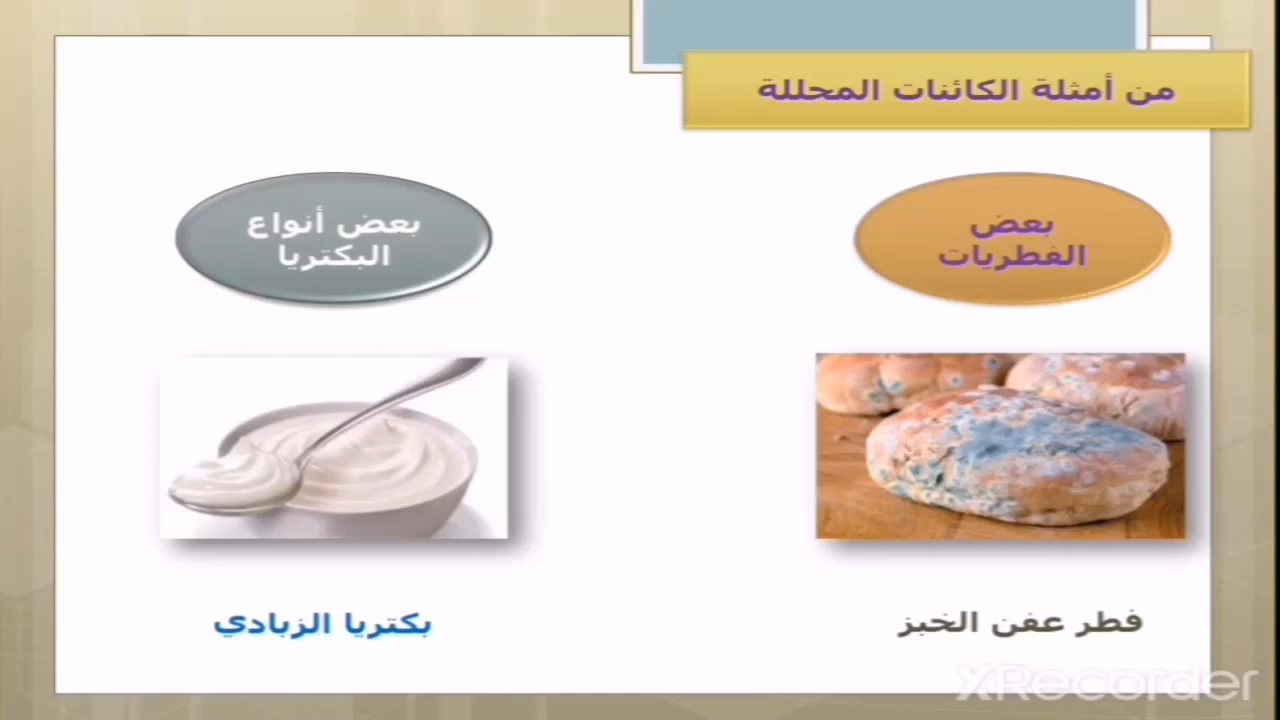 من أمثلة الكائنات المحللة
بعض
الفطريات
بعض أنواع
البكتريا
فطر عفن الخبز
بكتريا الزبادي
XRecorder